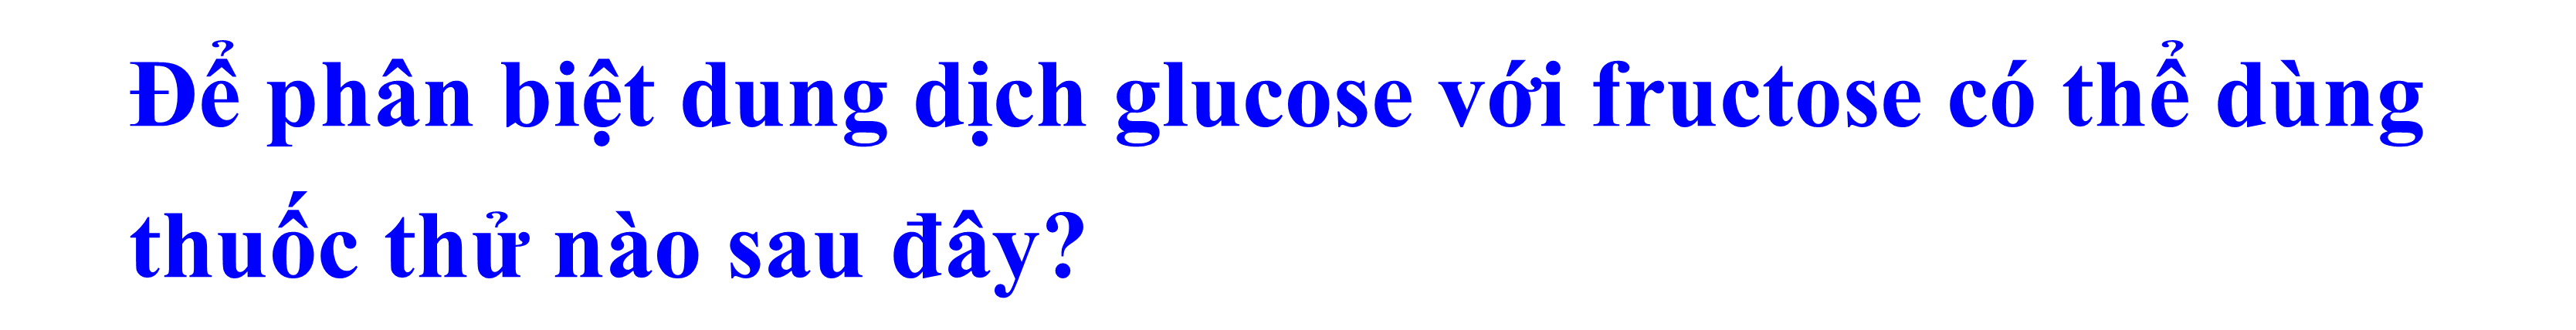 Để phân biệt dung dịch glucose với fructose có thể dùng
thuốc thử nào sau đây?